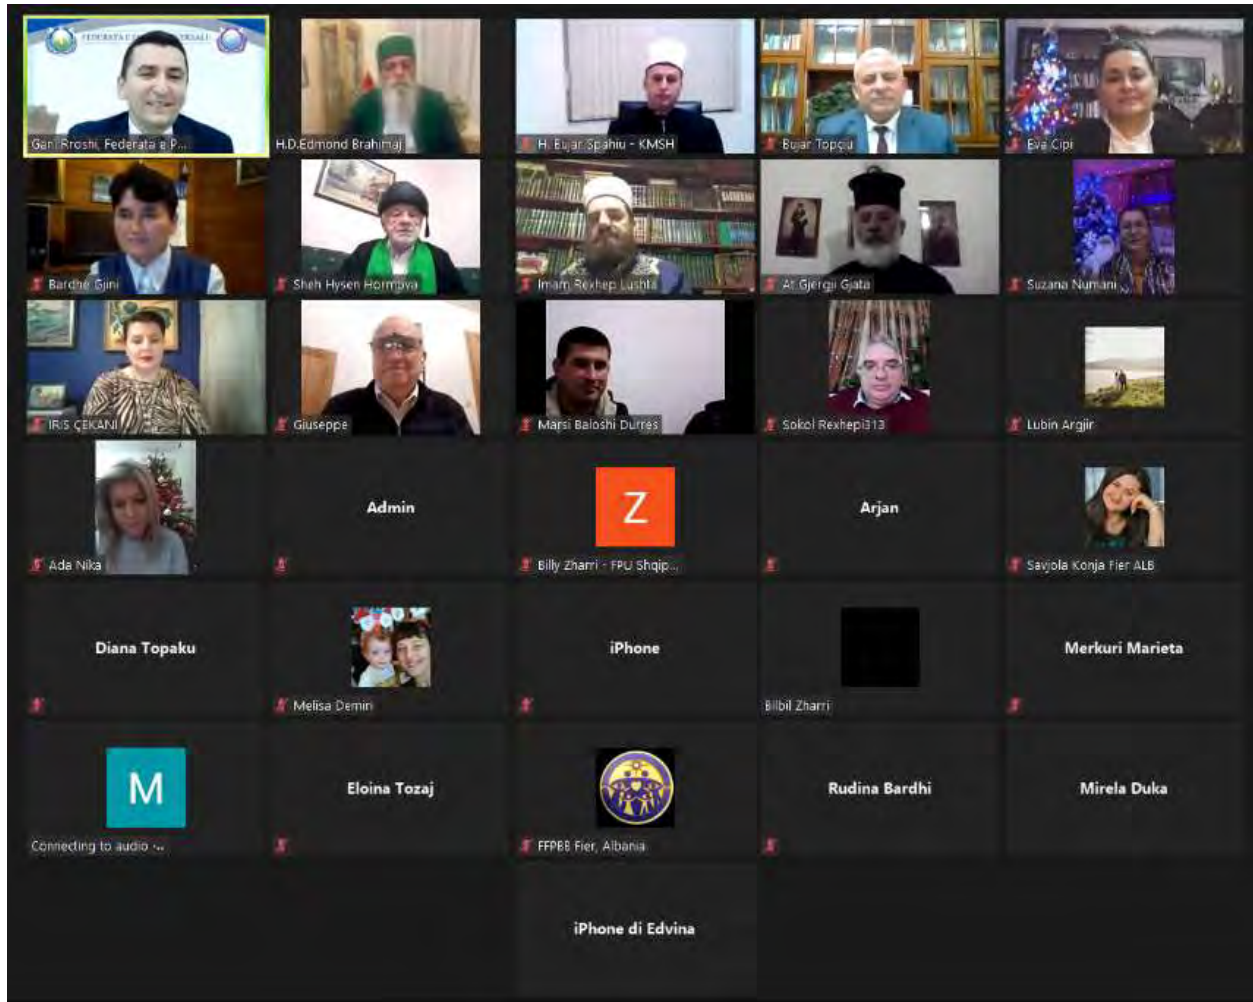 FEDERATA E
Gani Rroshi, Federata e P...
H.D.Edmond Brahimaj
H. Bujar Spahiu - KMSH
Bujar Topçiu
Eva Cipi
Bardhe Gjini
Sheh Hysen Hormova
Imam Rexhep Lushta
At Gjergji Gjata
Suzana Numani
IRIS ÇEKANI
Giuseppe
Marsi Baloshi Durres
Sokol Rexhepi313
Lubin Argjir
Ada Nika
Admin
Z
Billy Zharri - FPU Shqip...
Arjan
Savjola Konja Fier ALB
Diana Topaku
Melisa Demiri
iPhone
Bilbil Zharri
Merkuri Marieta
M
Connecting to audio ...
Eloina Tozaj
FFPBB Fier, Albania
Rudina Bardhi
Mirela Duka
iPhone di Edvina